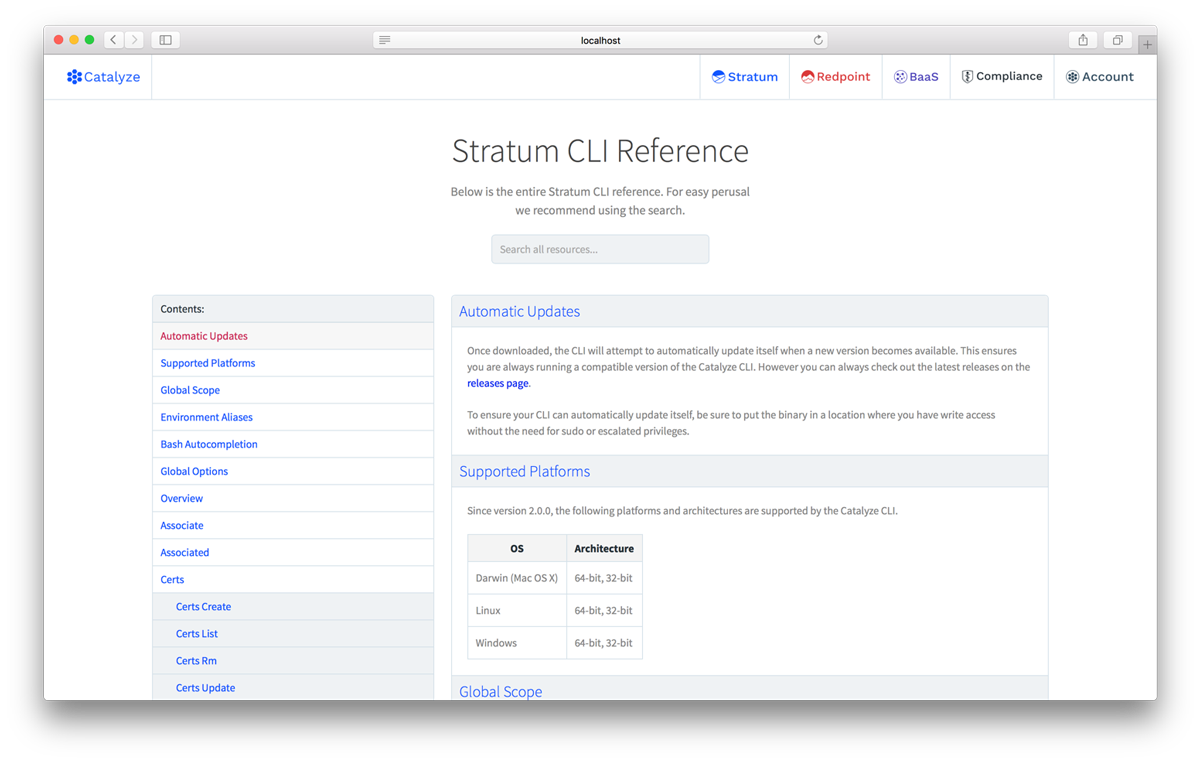 localhost
Catalyze
Stratum
Redpoint
BaaS
Compliance
Account
Stratum CLI Reference
Below is the entire Stratum CLI reference. For easy perusal
we recommend using the search.
Search all resources...
Contents:
Automatic Updates
Supported Platforms
Global Scope
Environment Aliases
Bash Autocompletion
Global Options
Overview
Associate
Associated
Certs
Certs Create
Certs List
Certs Rm
Certs Update
Automatic Updates
Once downloaded, the CLI will attempt to automatically update itself when a new version becomes available. This ensures
you are always running a compatible version of the Catalyze CLI. However you can always check out the latest releases on the
releases page.
To ensure your CLI can automatically update itself, be sure to put the binary in a location where you have write access
without the need for sudo or escalated privileges.
Supported Platforms
Since version 2.0.0, the following platforms and architectures are supported by the Catalyze CLI.
OS Architecture
Darwin (Mac OS X) 64-bit, 32-bit
Linux 64-bit, 32-bit
Windows 64-bit, 32-bit
Global Scope